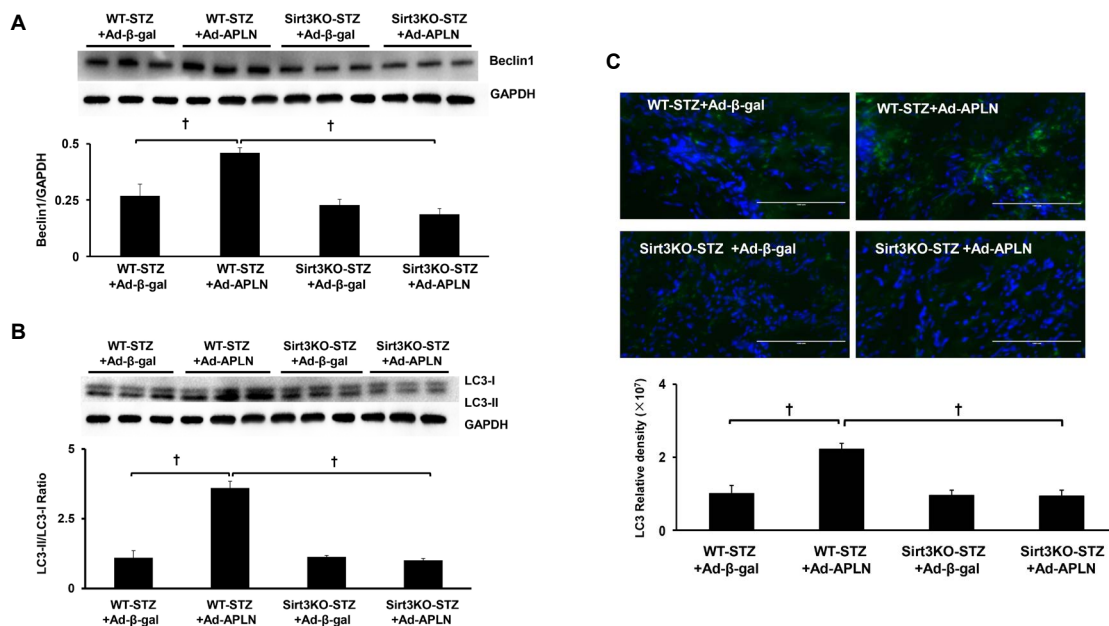 A
WT-STZ WT-STZ Sirt3KO-STZ Sirt3KO-STZ
+Ad-β-gal +Ad-APLN +Ad-β-gal +Ad-APLN
Beclin1
GAPDH
† †
0.5
0.25
0
Beclin1/GAPDH
WT-STZ WT-STZ Sirt3KO-STZ Sirt3KO-STZ
+Ad-β-gal +Ad-APLN +Ad-β-gal +Ad-APLN
B
WT-STZ WT-STZ Sirt3KO-STZ Sirt3KO-STZ
+Ad-β-gal +Ad-APLN +Ad-β-gal +Ad-APLN
LC3-I
LC3-II
GAPDH
† †
5
2.5
0
LC3-II/LC3-I Ratio
WT-STZ WT-STZ Sirt3KO-STZ Sirt3KO-STZ
+Ad-β-gal +Ad-APLN +Ad-β-gal +Ad-APLN
C
WT-STZ+Ad-β-gal WT-STZ+Ad-APLN
Sirt3KO-STZ +Ad-β-gal Sirt3KO-STZ +Ad-APLN
† †
4
2
0
LC3 Relative density (×10⁷)
WT-STZ WT-STZ Sirt3KO-STZ Sirt3KO-STZ
+Ad-β-gal +Ad-APLN +Ad-β-gal +Ad-APLN